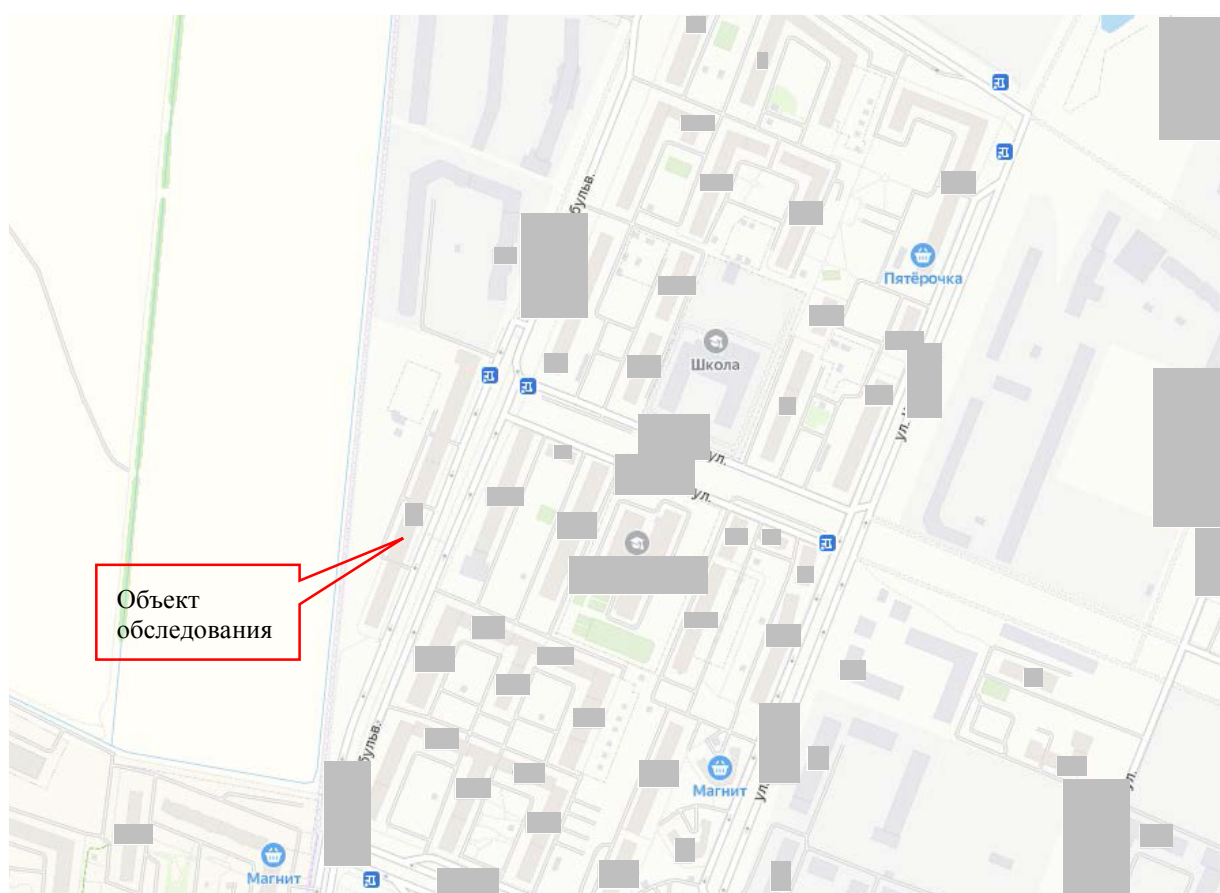 бульв.
Пятёрочка
Школа
ул.
ул.
ул.
Объект
обследования
бульв.
Магнит
ул.
ул.
Магнит